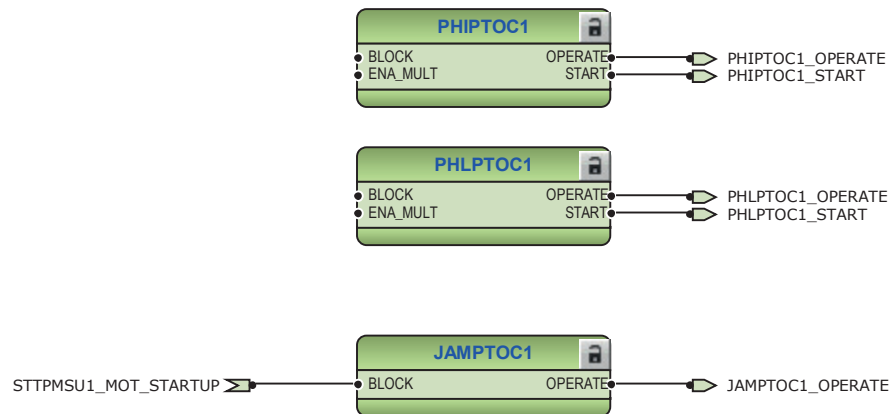 PHIPTOC1
BLOCK OPERATE PHIPTOC1_OPERATE
ENA_MULT START PHIPTOC1_START
PHLPTOC1
BLOCK OPERATE PHLPTOC1_OPERATE
ENA_MULT START PHLPTOC1_START
JAMPTOC1
STTPMSU1_MOT_STARTUP BLOCK OPERATE JAMPTOC1_OPERATE